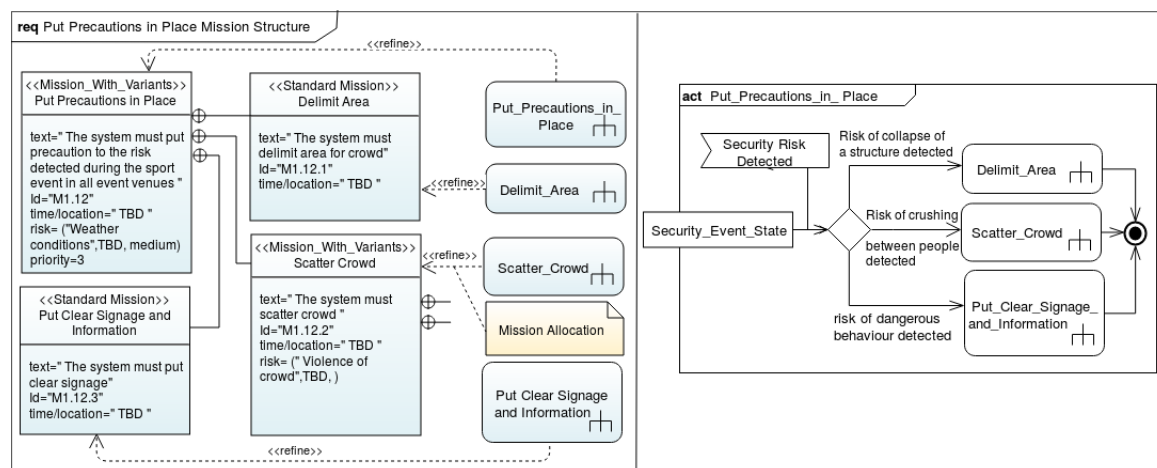 req Put Precautions in Place Mission Structure
<<refine>>
<<Mission_With_Variants>>
Put Precautions in Place
text=" The system must put
precaution to the risk
detected during the sport
event in all event venues "
Id="M1.12"
time/location=" TBD "
risk= ("Weather
conditions",TBD, medium)
priority=3
<<Standard Mission>>
Delimit Area
text=" The system must
delimit area for crowd"
Id="M1.12.1"
time/location=" TBD "
Put_Precautions_in_
Place
<<refine>>
Delimit_Area
<<Mission_With_Variants>>
Scatter Crowd
text=" The system must
scatter crowd "
Id="M1.12.2"
time/location=" TBD "
risk= (" Violence of
crowd",TBD, )
<<refine>>
Scatter_Crowd
Mission Allocation
<<Standard Mission>>
Put Clear Signage and
Information
text=" The system must put
clear signage"
Id="M1.12.3"
time/location=" TBD "
Put Clear Signage
and Information
<<refine>>
act Put_Precautions_in_ Place
Security Risk
Detected
Security_Event_State
Risk of collapse of
a structure detected
Delimit_Area
Risk of crushing
between people
detected
Scatter_Crowd
risk of dangerous
behaviour detected
Put_Clear_Signage_
and_Information